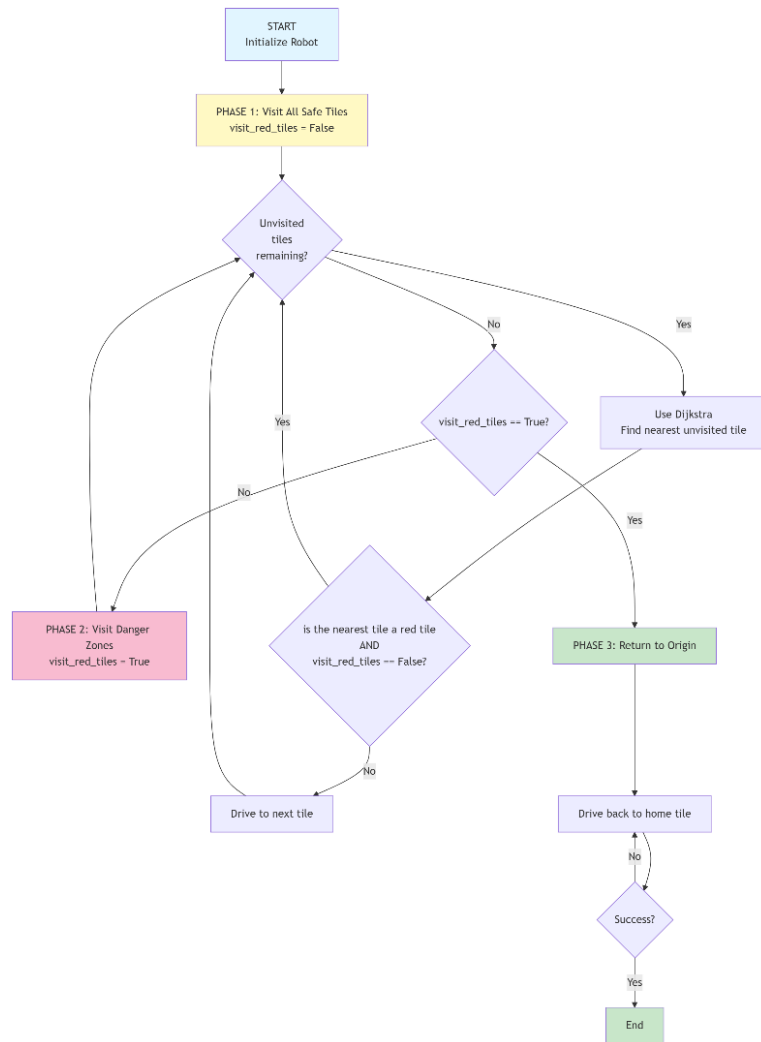 START
Initialize Robot
PHASE 1: Visit All Safe Tiles
visit_red_tiles = False
Unvisited
tiles
remaining?
No
Yes
visit_red_tiles == True?
Use Dijkstra
Find nearest unvisited tile
Yes
No
Yes
is the nearest tile a red tile
AND
visit_red_tiles == False?
PHASE 2: Visit Danger
Zones
visit_red_tiles = True
PHASE 3: Return to Origin
No
Drive to next tile
Drive back to home tile
No
Success?
Yes
End